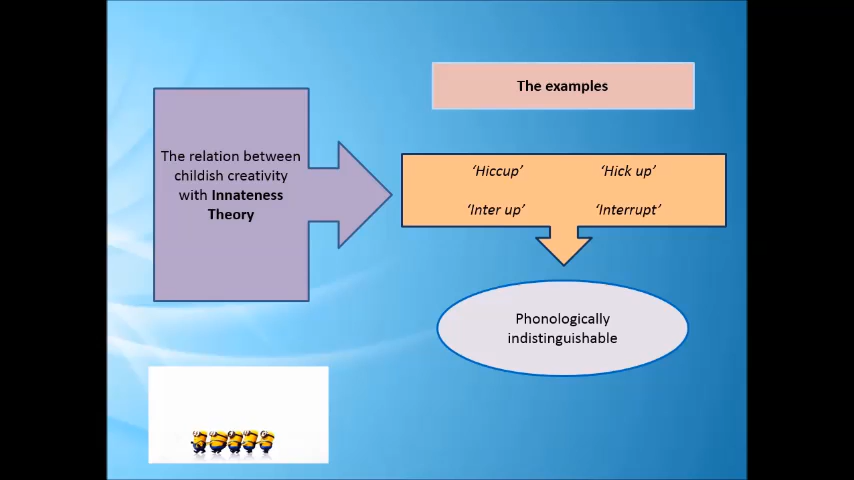 The examples
The relation between
childish creativity
with Innateness
Theory
‘Hiccup’ ‘Hick up’
‘Inter up’ ‘Interrupt’
Phonologically
indistinguishable